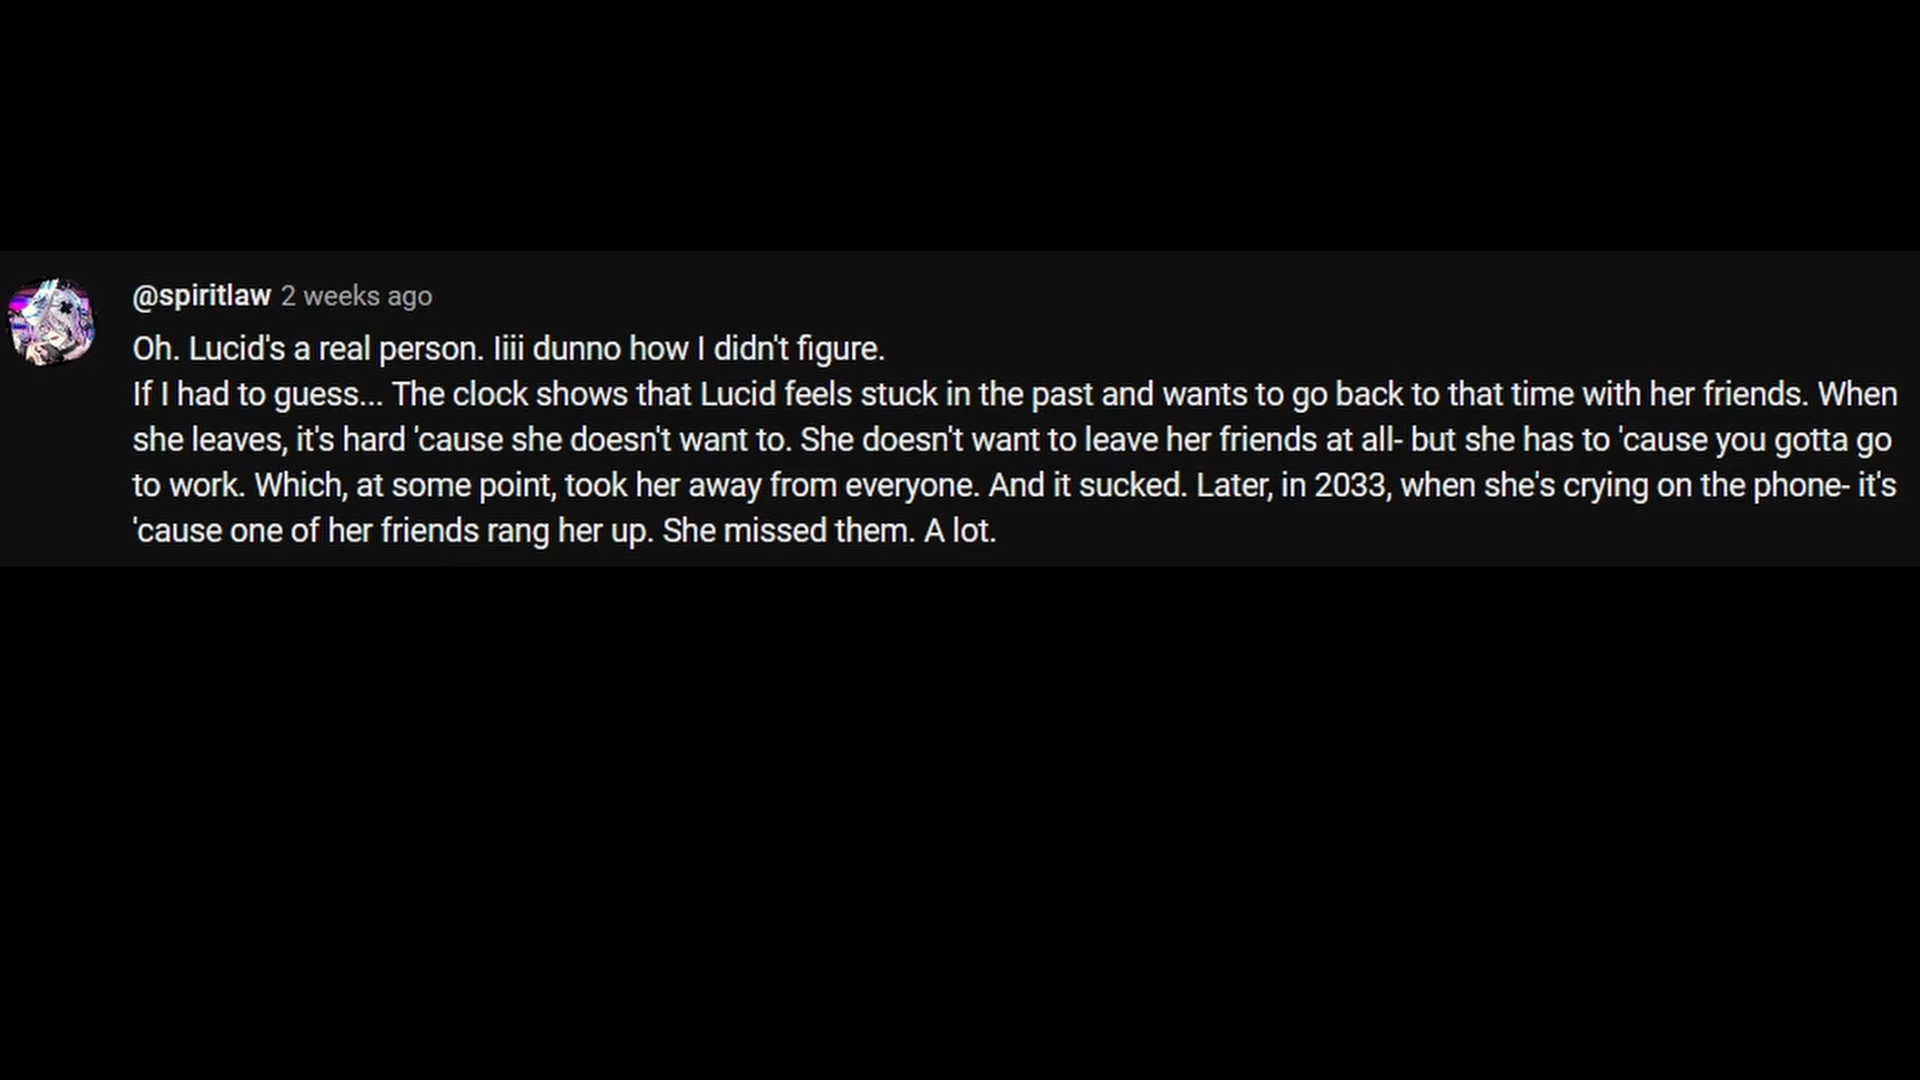 @spiritlaw 2 weeks ago
Oh. Lucid's a real person. Iiii dunno how I didn't figure.
If I had to guess... The clock shows that Lucid feels stuck in the past and wants to go back to that time with her friends. When
she leaves, it's hard 'cause she doesn't want to. She doesn't want to leave her friends at all- but she has to 'cause you gotta go
to work. Which, at some point, took her away from everyone. And it sucked. Later, in 2033, when she's crying on the phone- it's
'cause one of her friends rang her up. She missed them. A lot.